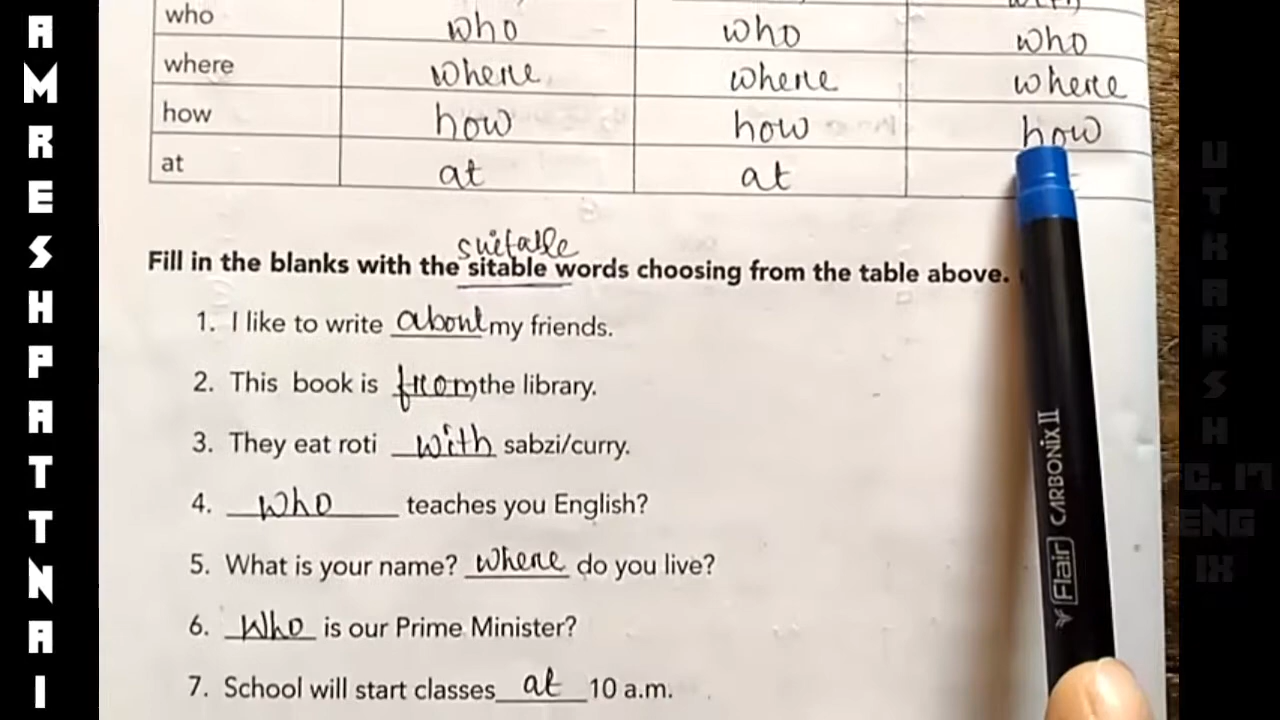 AMRESH PATTNAI
who who who who
where where where where
how how how how
at at at
suitable
Fill in the blanks with the sitable words choosing from the table above.
1. I like to write about my friends.
2. This book is from the library.
3. They eat roti with sabzi/curry.
4. who teaches you English?
5. What is your name? where do you live?
6. Who is our Prime Minister?
7. School will start classes at 10 a.m.
Flair CARBONIX II
UTKARSH
ENG
IX